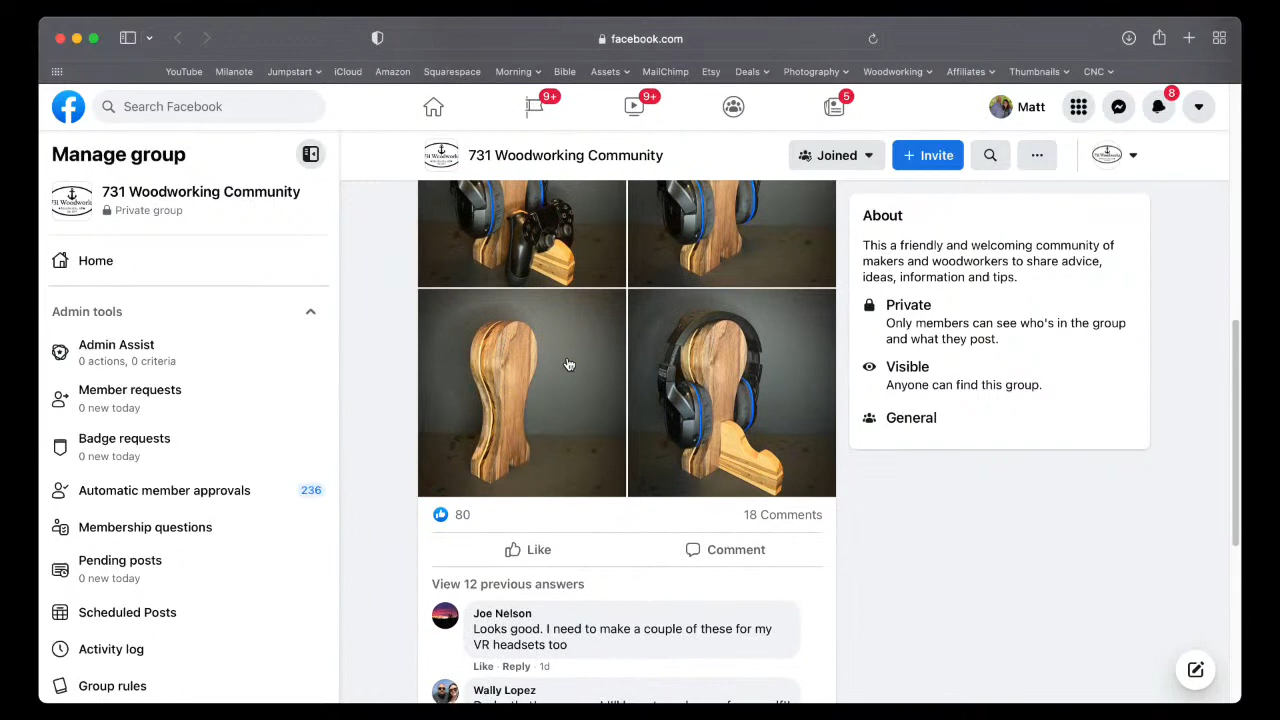 facebook.com
YouTube Milanote Jumpstart iCloud Amazon Squarespace Morning Bible Assets MailChimp Etsy Deals Photography Woodworking Affiliates Thumbnails CNC
Search Facebook
9+
9+
5
Matt
8
Manage group
731 Woodworking Community
Joined
+ Invite
731 Woodworking Community
Private group
Home
Admin tools
Admin Assist
0 actions, 0 criteria
Member requests
0 new today
Badge requests
0 new today
Automatic member approvals 236
Membership questions
Pending posts
0 new today
Scheduled Posts
Activity log
Group rules
80
18 Comments
Like
Comment
View 12 previous answers
Joe Nelson
Looks good. I need to make a couple of these for my
VR headsets too
Like · Reply · 1d
Wally Lopez
About
This a friendly and welcoming community of
makers and woodworkers to share advice,
ideas, information and tips.
Private
Only members can see who's in the group
and what they post.
Visible
Anyone can find this group.
General